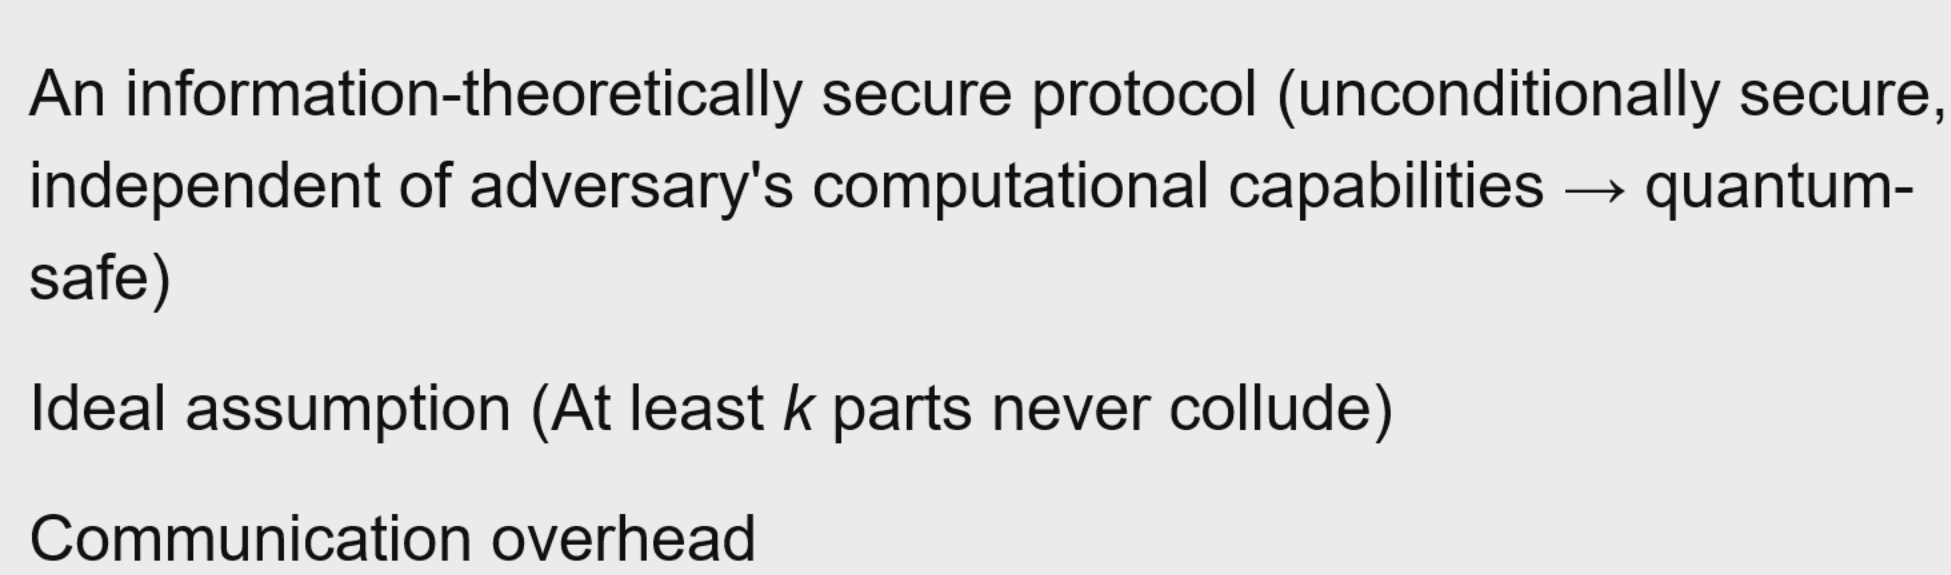 An information-theoretically secure protocol (unconditionally secure,
independent of adversary's computational capabilities → quantum-
safe)
Ideal assumption (At least k parts never collude)
Communication overhead